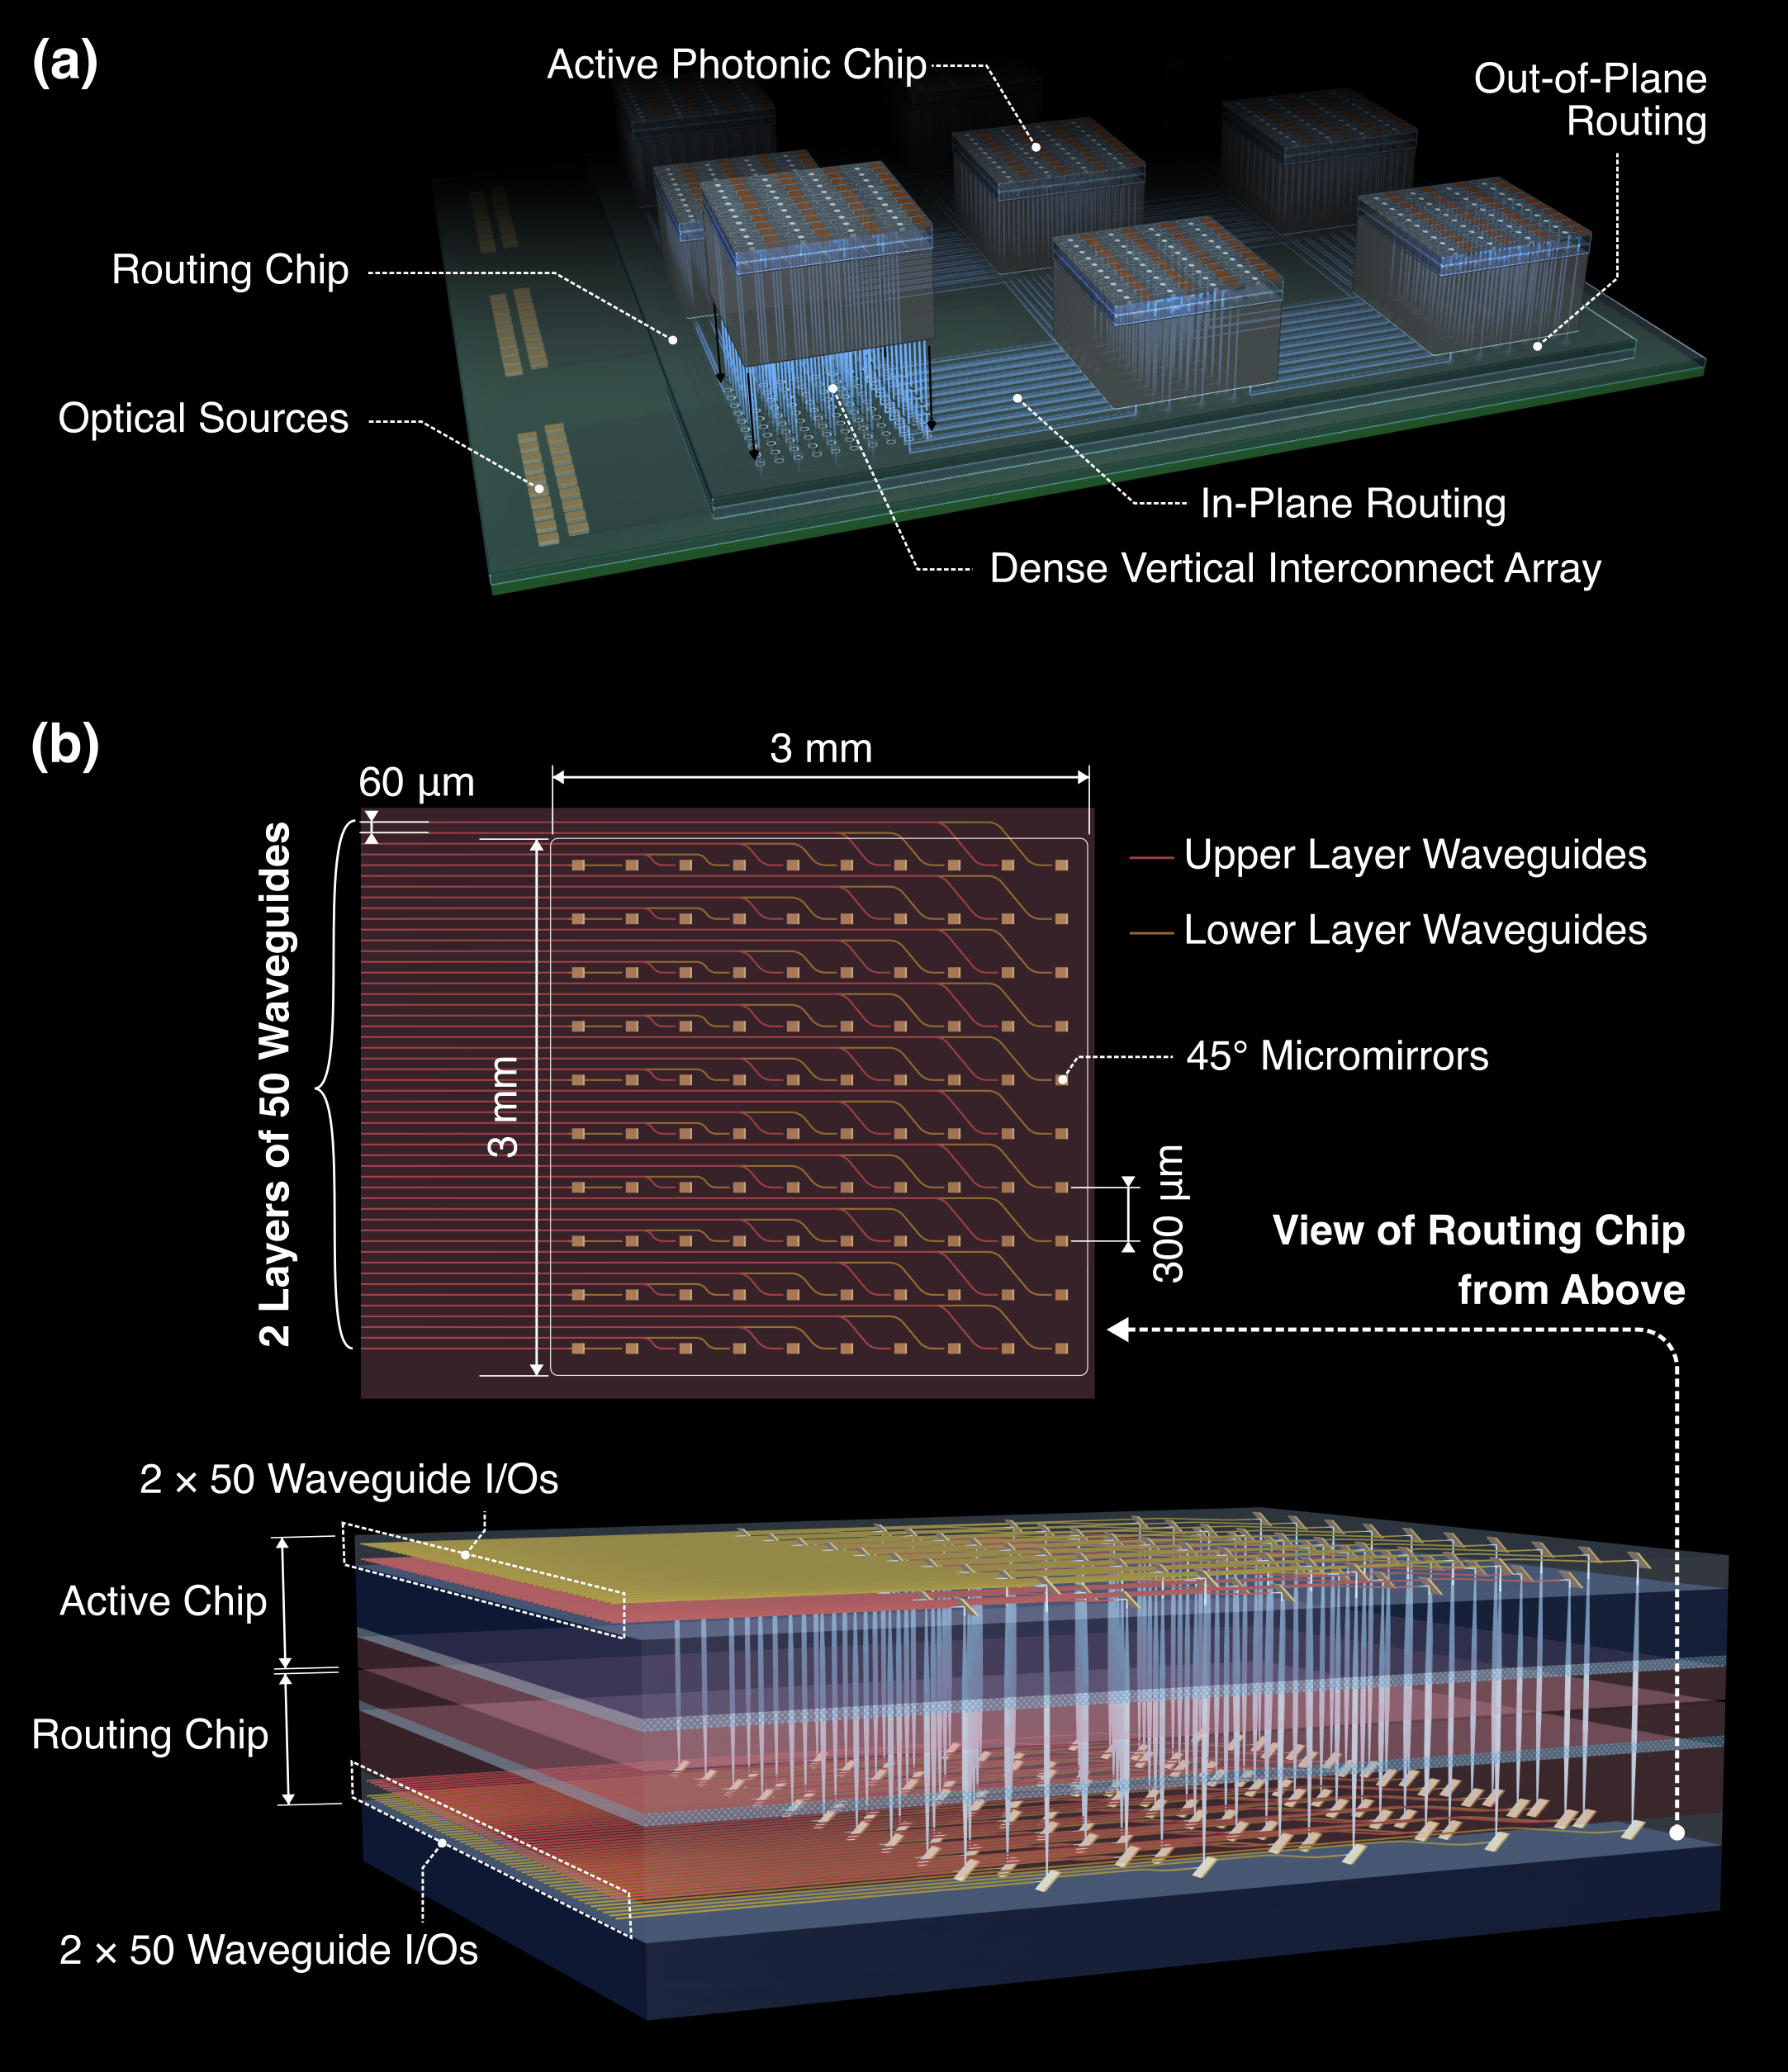 (a)
Active Photonic Chip
Out-of-Plane
Routing
Routing Chip
Optical Sources
In-Plane Routing
Dense Vertical Interconnect Array
(b)
3 mm
60 µm
2 Layers of 50 Waveguides
3 mm
Upper Layer Waveguides
Lower Layer Waveguides
45° Micromirrors
300 µm
View of Routing Chip
from Above
2 × 50 Waveguide I/Os
Active Chip
Routing Chip
2 × 50 Waveguide I/Os